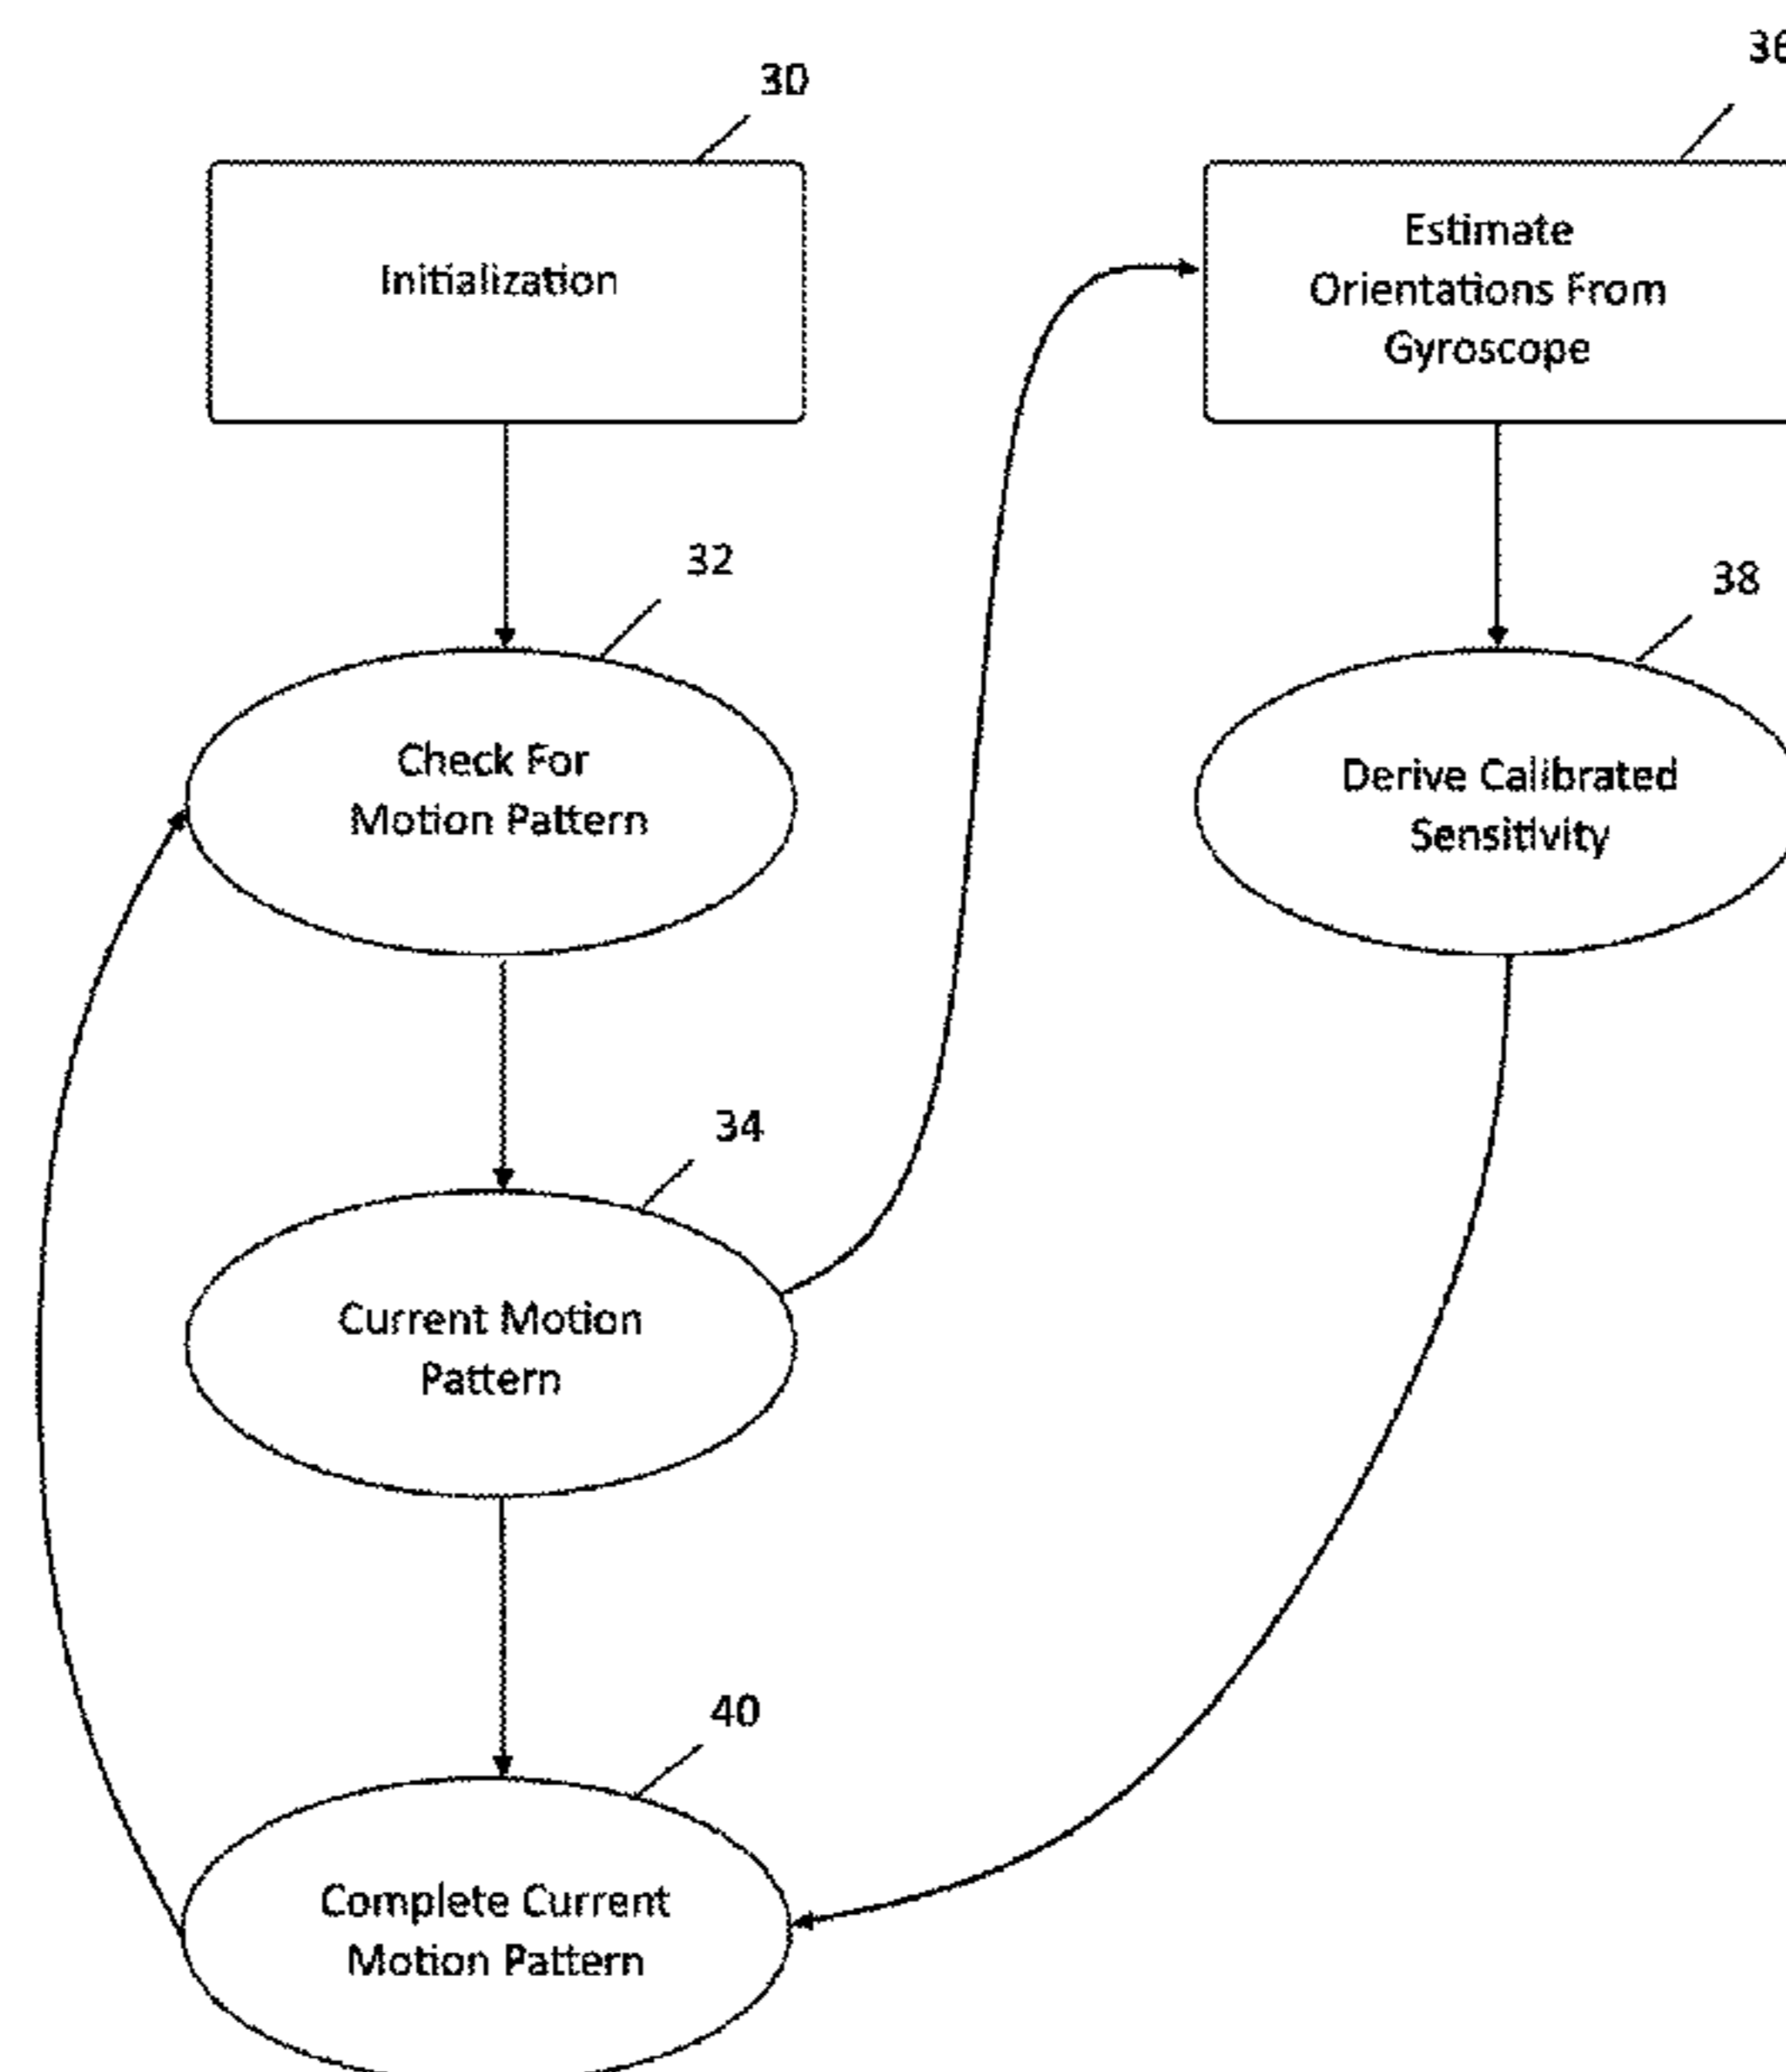 30
Initialization
32
Check For
Motion Pattern
34
Current Motion
Pattern
40
Complete Current
Motion Pattern
36
Estimate
Orientations From
Gyroscope
38
Derive Calibrated
Sensitivity